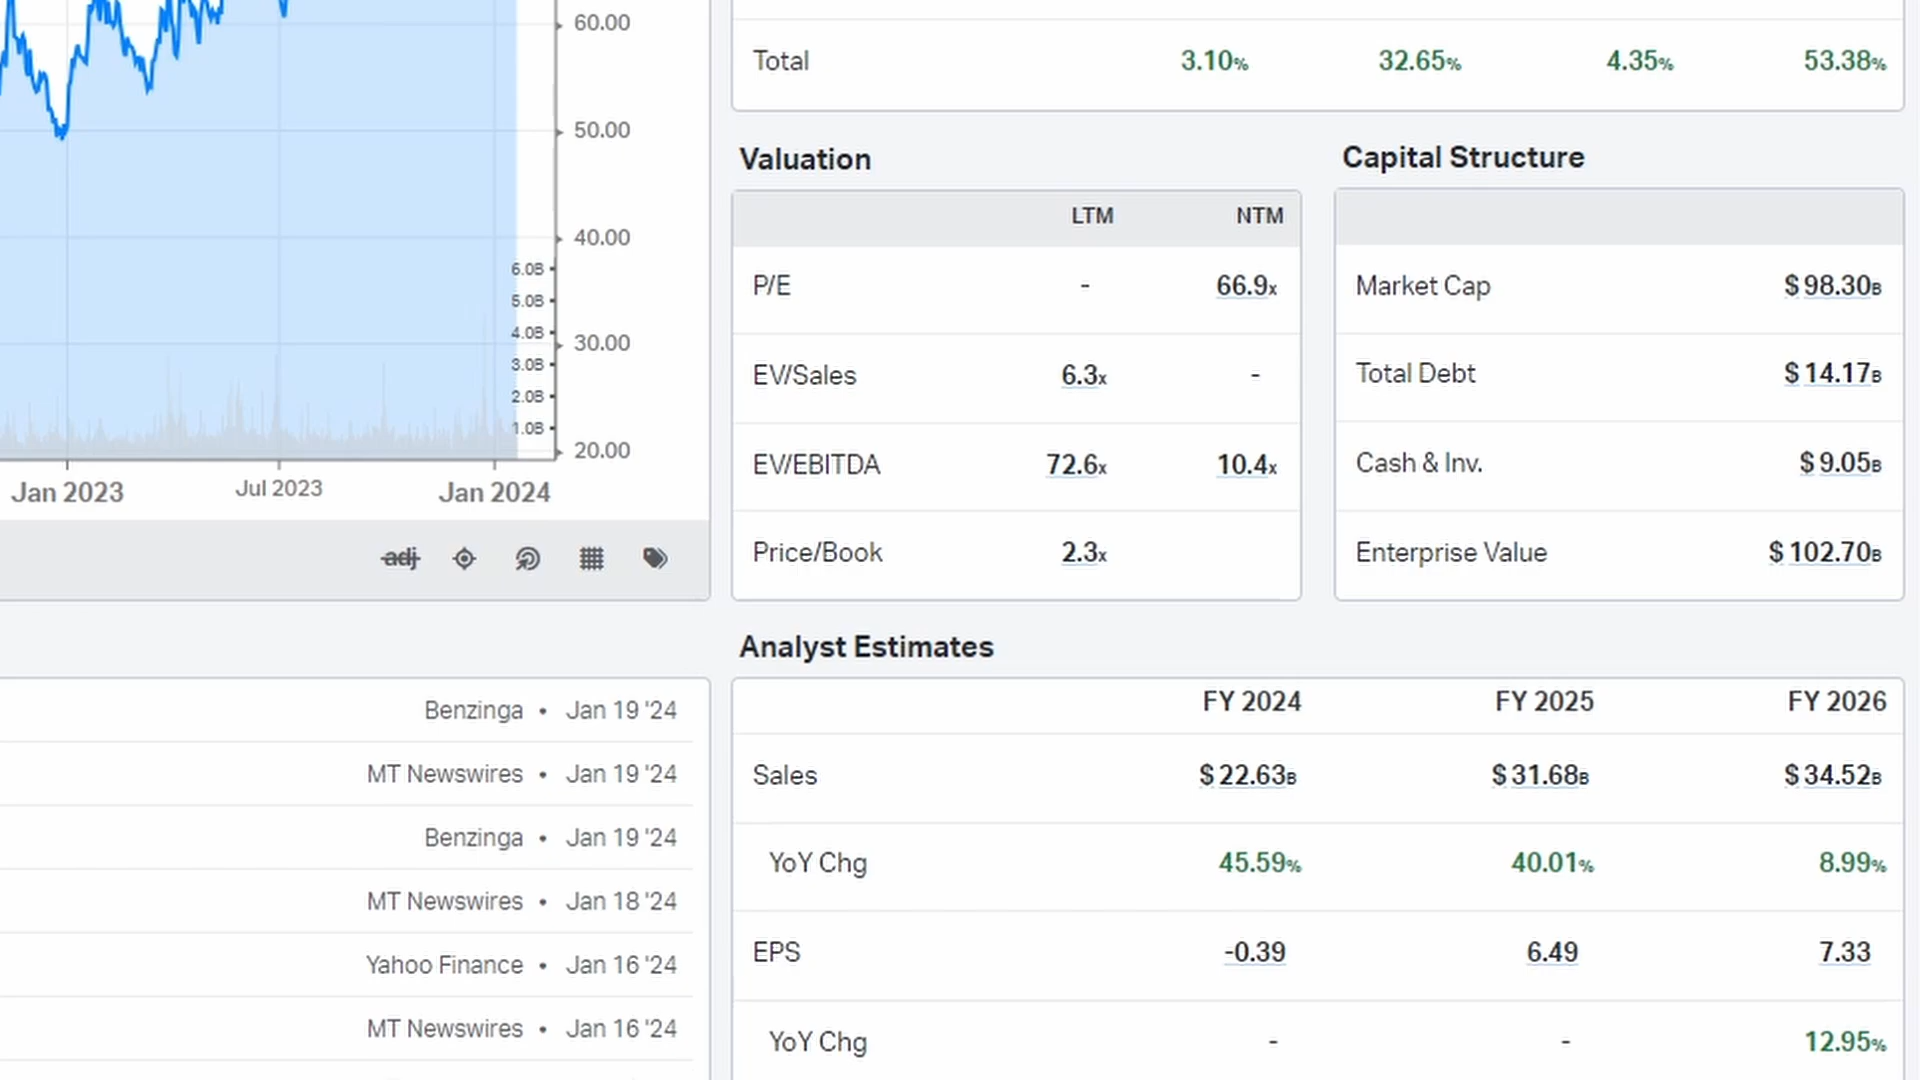 60.00
50.00
40.00
30.00
20.00
6.0B
5.0B
4.0B
3.0B
2.0B
1.0B
Jan 2023 Jul 2023 Jan 2024
adj
Total 3.10% 32.65% 4.35% 53.38%
Valuation
LTM NTM
P/E - 66.9x
EV/Sales 6.3x -
EV/EBITDA 72.6x 10.4x
Price/Book 2.3x
Capital Structure
Market Cap $98.30B
Total Debt $14.17B
Cash & Inv. $9.05B
Enterprise Value $102.70B
Benzinga • Jan 19 '24
MT Newswires • Jan 19 '24
Benzinga • Jan 19 '24
MT Newswires • Jan 18 '24
Yahoo Finance • Jan 16 '24
MT Newswires • Jan 16 '24
Analyst Estimates
FY 2024 FY 2025 FY 2026
Sales $22.63B $31.68B $34.52B
YoY Chg 45.59% 40.01% 8.99%
EPS -0.39 6.49 7.33
YoY Chg - - 12.95%